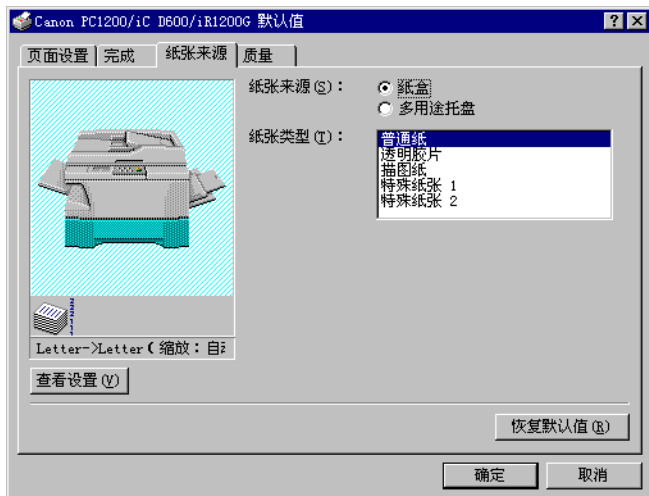 Canon PC1200/iC D600/iR1200G 默认值
页面设置 完成 纸张来源 质量
纸张来源(S): 纸盒
多用途托盘
纸张类型(T): 普通纸
透明胶片
描图纸
特殊纸张 1
特殊纸张 2
Letter->Letter(缩放:自
查看设置(V)
恢复默认值(R)
确定 取消